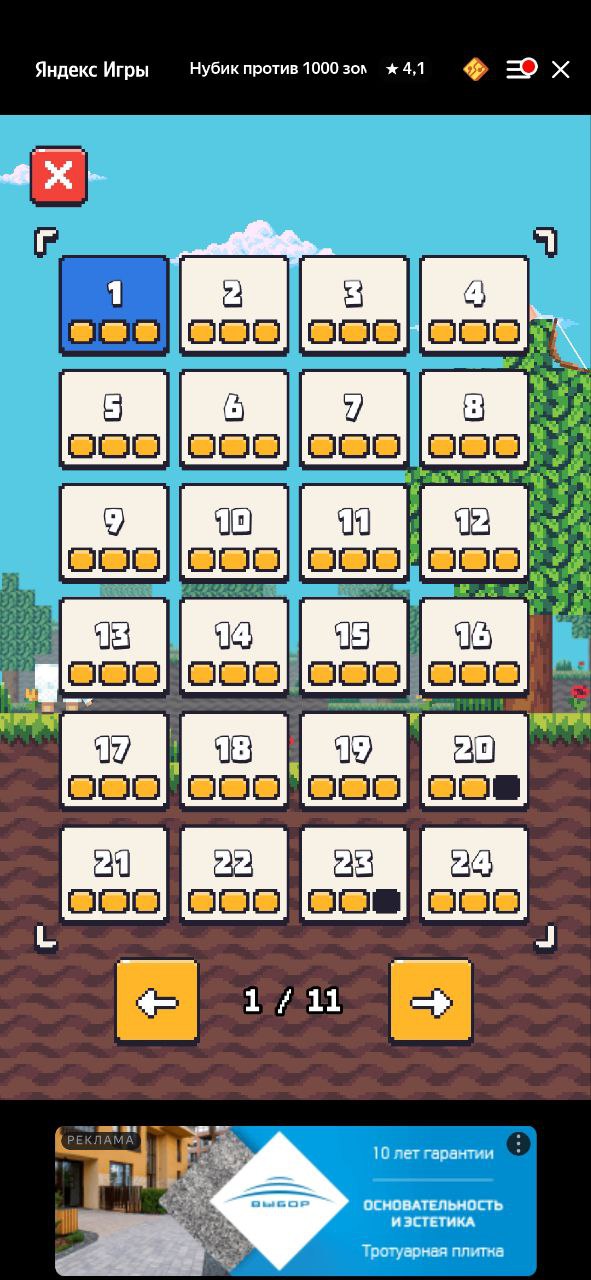 Яндекс Игры
Нубик против 1000 зом
★ 4,1
1 2 3 4
5 6 7 8
9 10 11 12
13 14 15 16
17 18 19 20
21 22 23 24
1 / 11
РЕКЛАМА
ВЫБОР
10 лет гарантии
ОСНОВАТЕЛЬНОСТЬ
И ЭСТЕТИКА
Тротуарная плитка